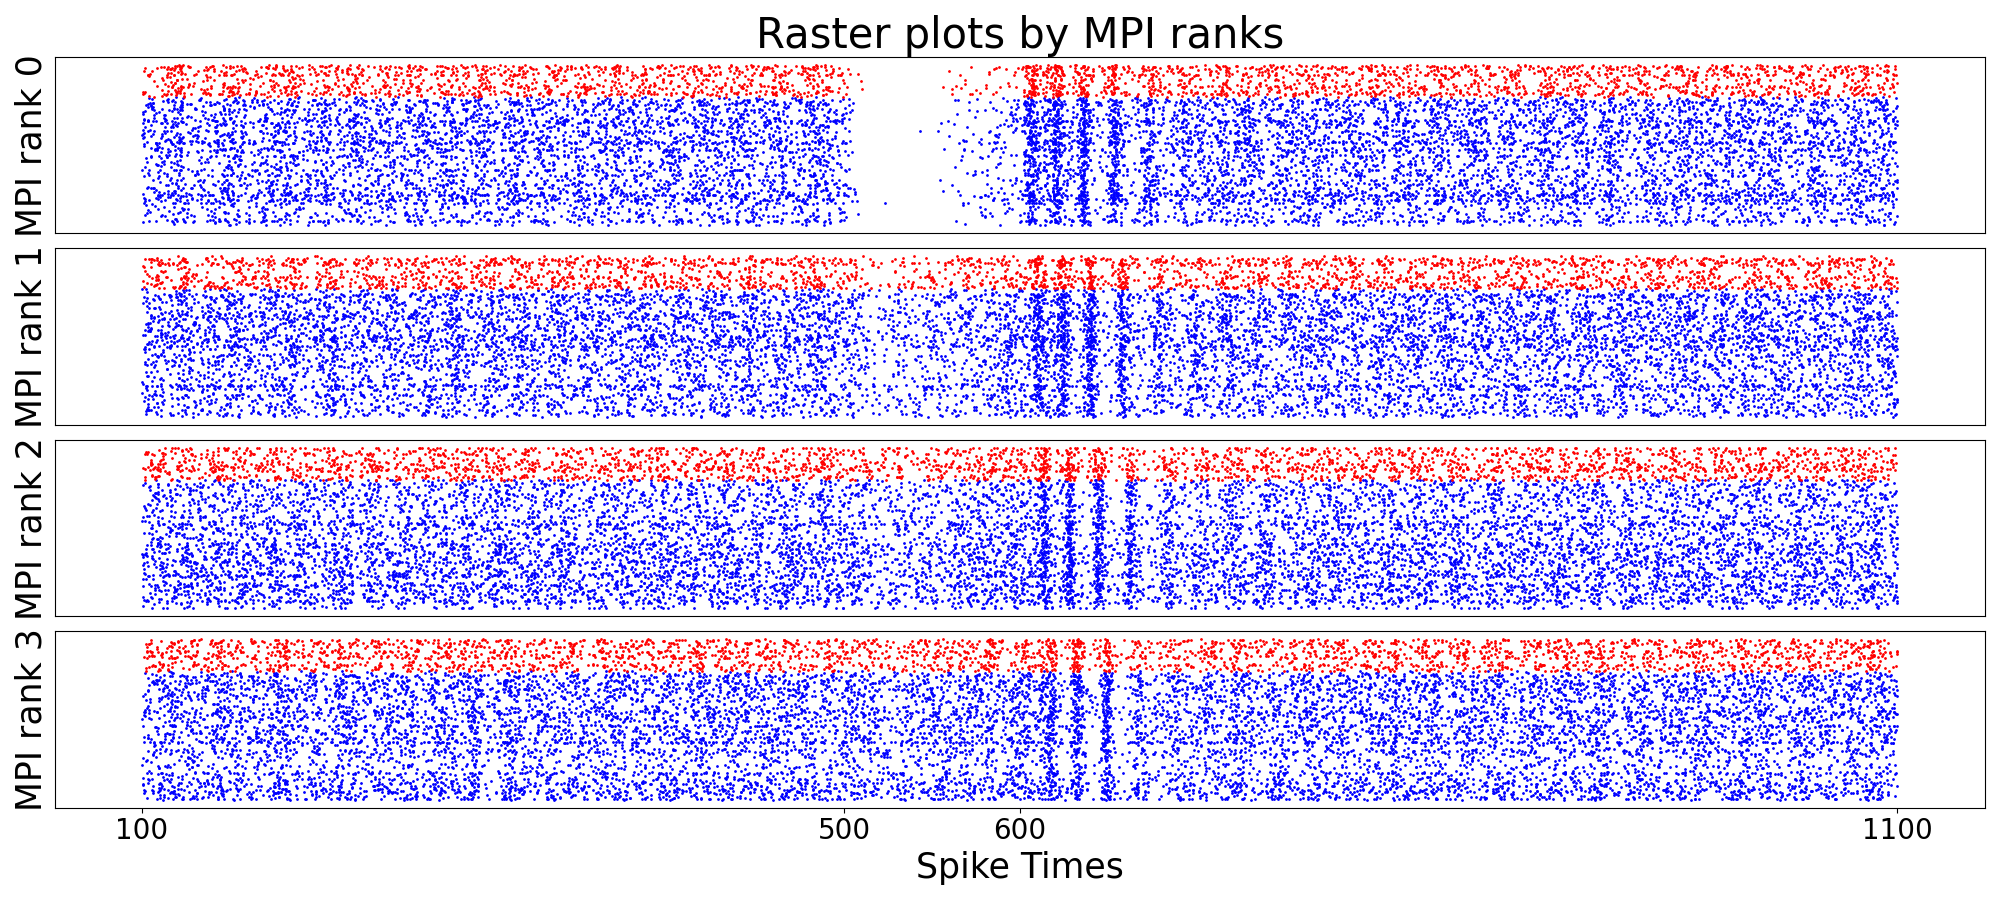 Raster plots by MPI ranks
MPI rank 0
MPI rank 1
MPI rank 2
MPI rank 3
100 500 600 1100
Spike Times